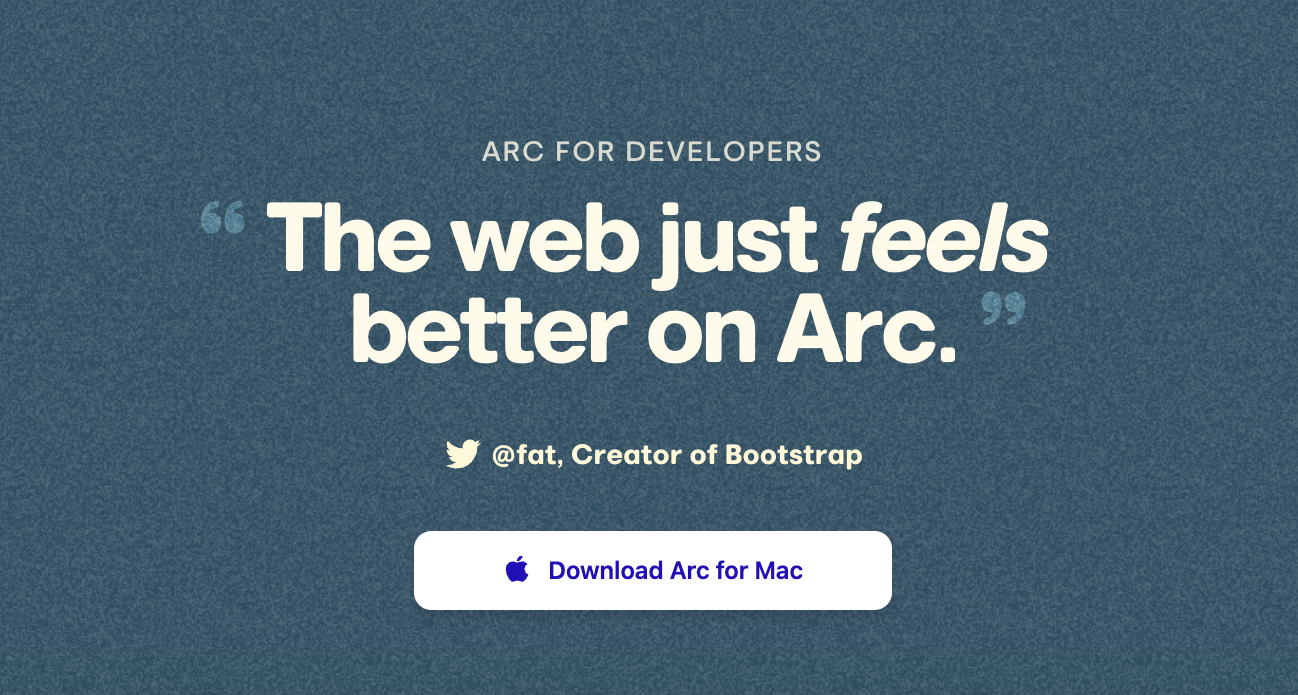 ARC FOR DEVELOPERS
“The web just feels
better on Arc.”
@fat, Creator of Bootstrap
Download Arc for Mac